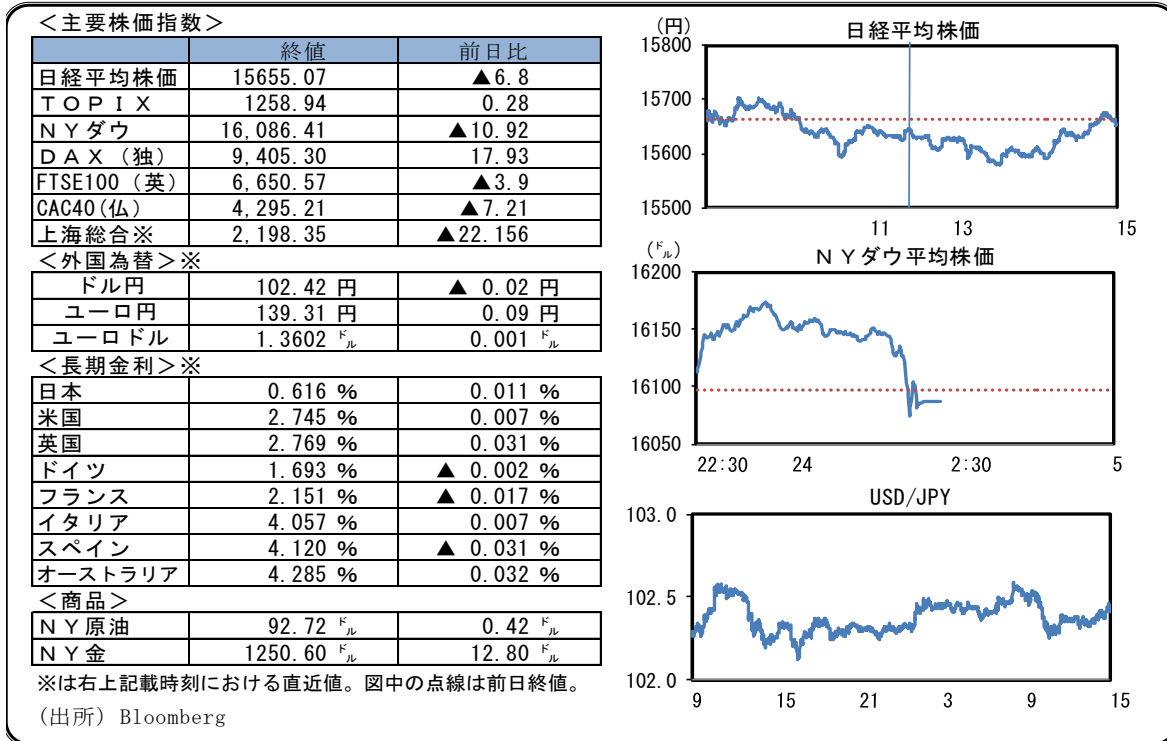 ＜主要株価指数＞
終値 前日比
日経平均株価 15655.07 ▲6.8
ＴＯＰＩＸ 1258.94 0.28
ＮＹダウ 16,086.41 ▲10.92
ＤＡＸ（独） 9,405.30 17.93
FTSE100（英） 6,650.57 ▲3.9
CAC40(仏) 4,295.21 ▲7.21
上海総合※ 2,198.35 ▲22.156
＜外国為替＞※
ドル円 102.42 円 ▲ 0.02 円
ユーロ円 139.31 円 0.09 円
ユーロドル 1.3602 ㌦ 0.001 ㌦
＜長期金利＞※
日本 0.616 % 0.011 %
米国 2.745 % 0.007 %
英国 2.769 % 0.031 %
ドイツ 1.693 % ▲ 0.002 %
フランス 2.151 % ▲ 0.017 %
イタリア 4.057 % 0.007 %
スペイン 4.120 % ▲ 0.031 %
オーストラリア 4.285 % 0.032 %
＜商品＞
ＮＹ原油 92.72 ㌦ 0.42 ㌦
ＮＹ金 1250.60 ㌦ 12.80 ㌦
※は右上記載時刻における直近値。図中の点線は前日終値。
(出所) Bloomberg
(円) 日経平均株価
15800
15700
15600
15500
11 13 15
(㌦) ＮＹダウ平均株価
16200
16150
16100
16050
22:30 24 2:30 5
USD/JPY
103.0
102.5
102.0
9 15 21 3 9 15